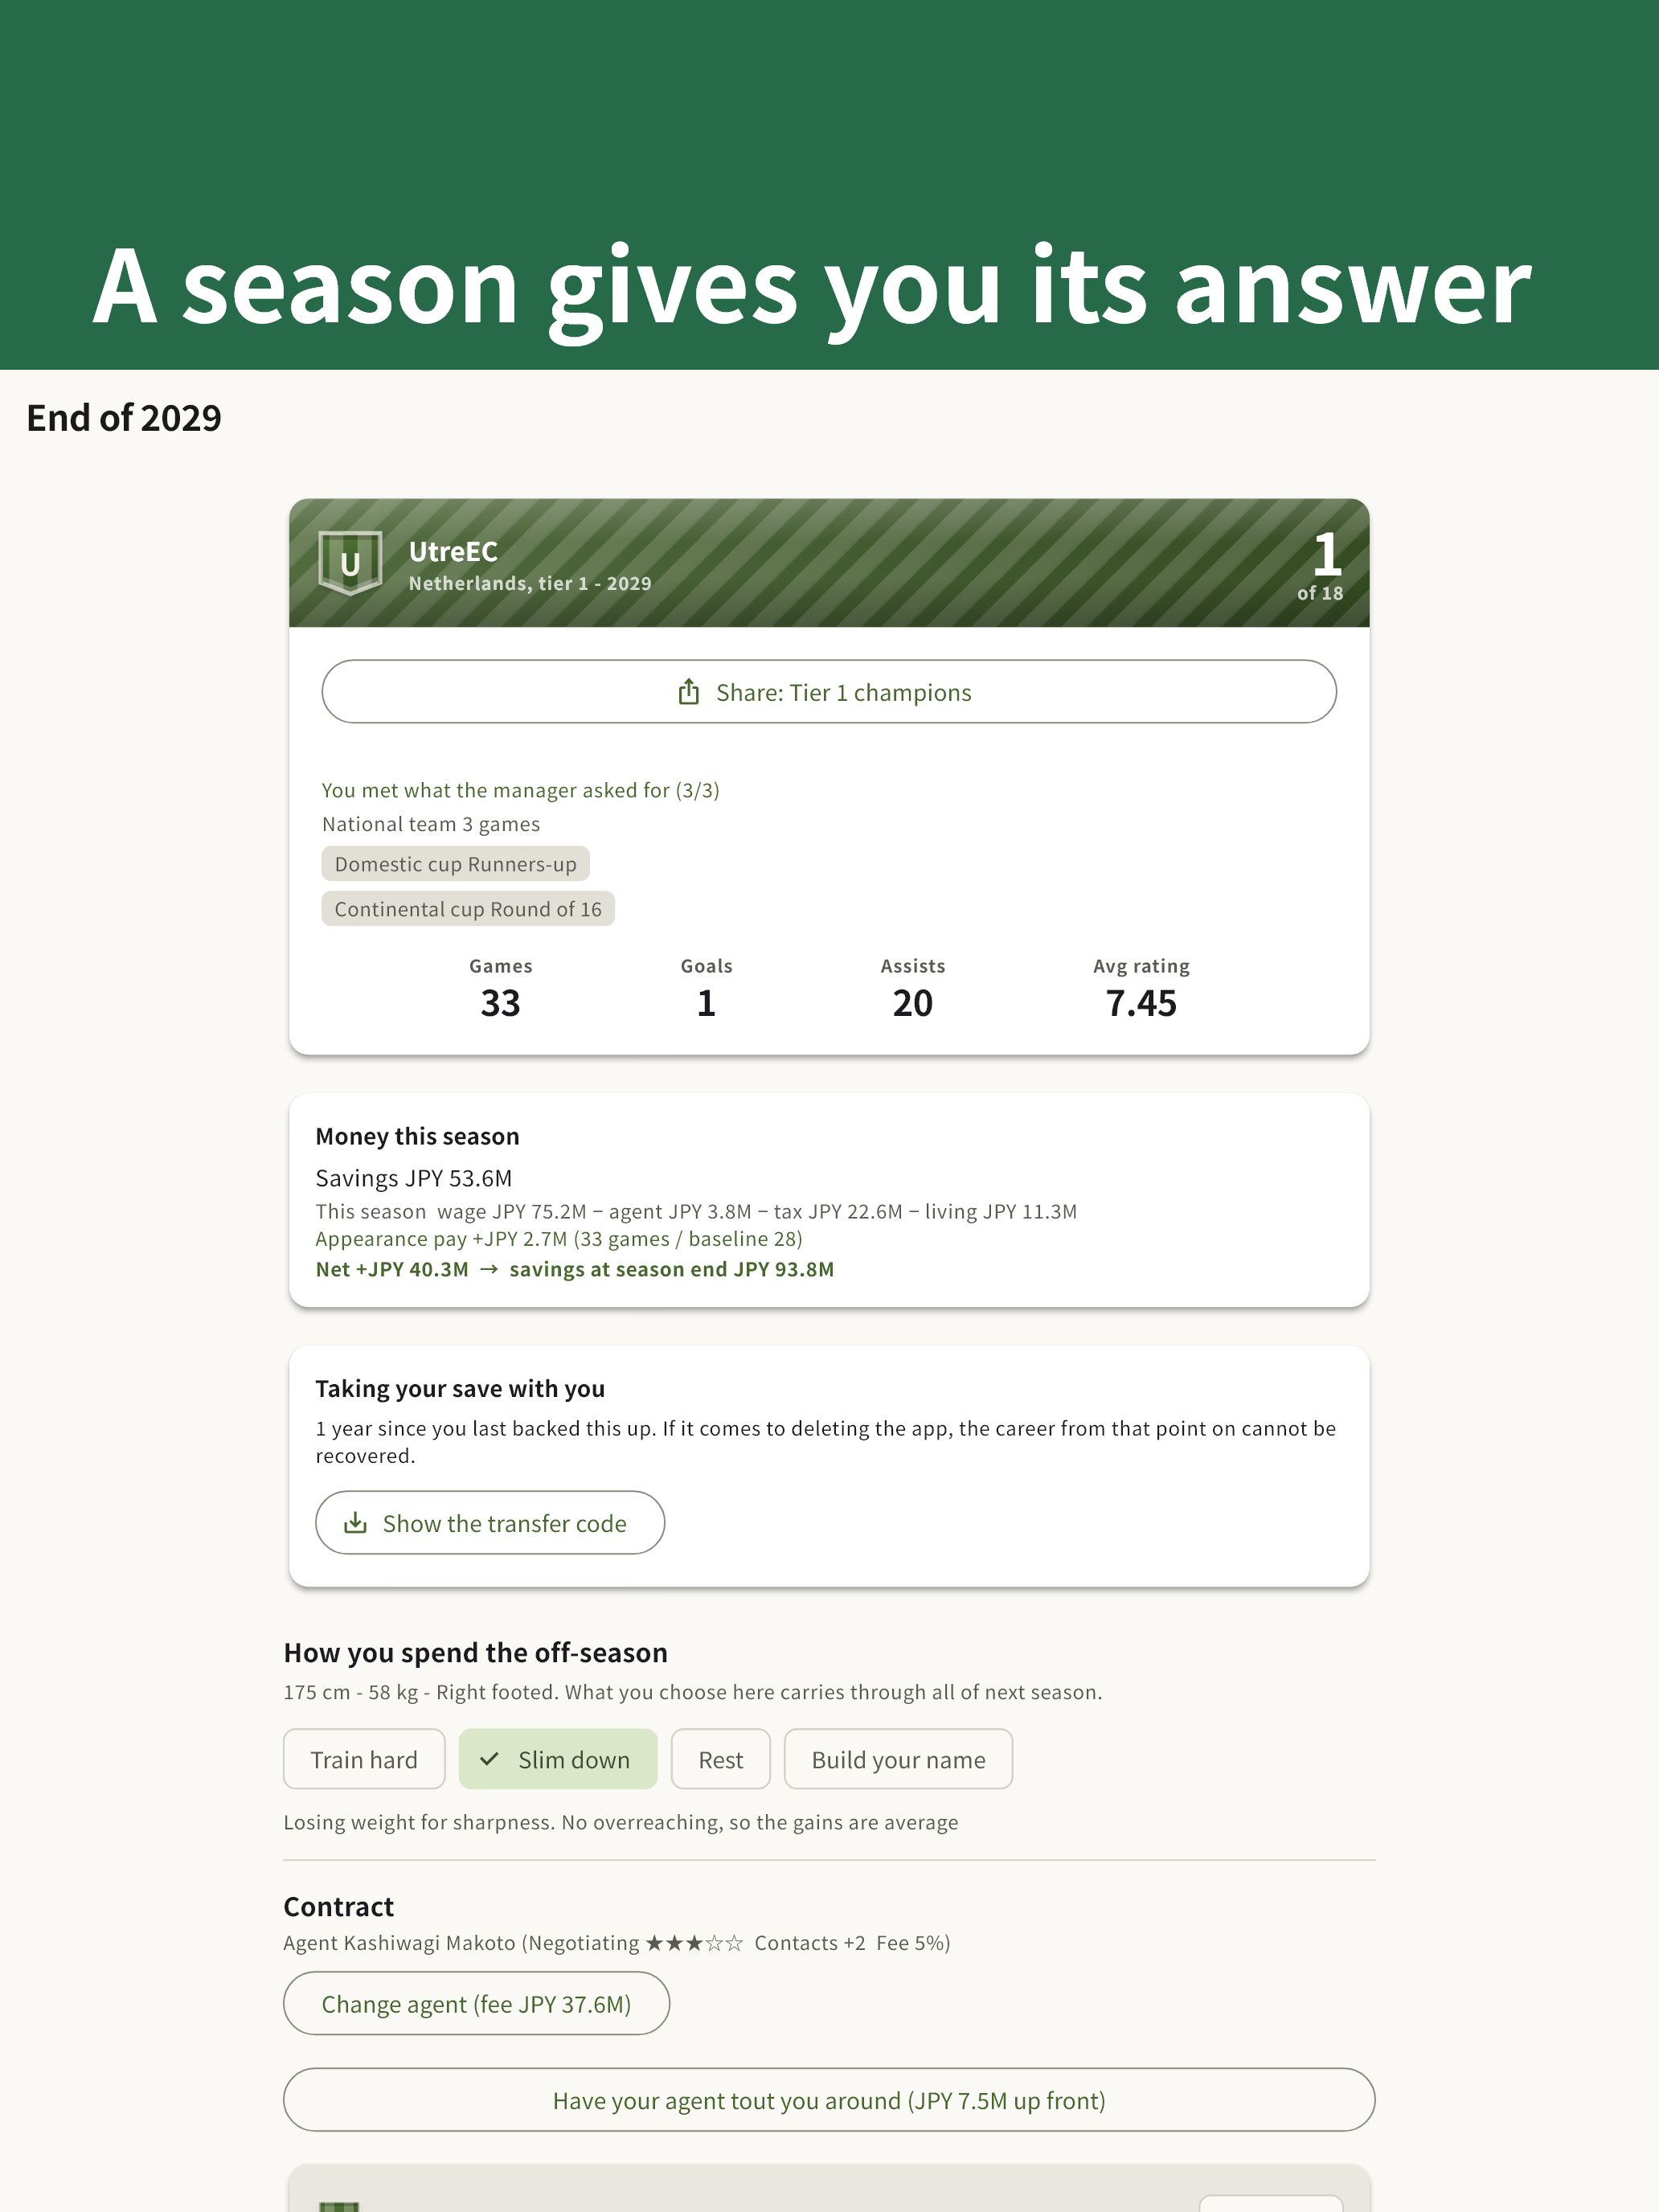 A season gives you its answer
End of 2029
U
UtreEC
Netherlands, tier 1 - 2029
1
of 18
Share: Tier 1 champions
You met what the manager asked for (3/3)
National team 3 games
Domestic cup Runners-up
Continental cup Round of 16
Games Goals Assists Avg rating
33 1 20 7.45
Money this season
Savings JPY 53.6M
This season wage JPY 75.2M − agent JPY 3.8M − tax JPY 22.6M − living JPY 11.3M
Appearance pay +JPY 2.7M (33 games / baseline 28)
Net +JPY 40.3M → savings at season end JPY 93.8M
Taking your save with you
1 year since you last backed this up. If it comes to deleting the app, the career from that point on cannot be
recovered.
Show the transfer code
How you spend the off-season
175 cm - 58 kg - Right footed. What you choose here carries through all of next season.
Train hard Slim down Rest Build your name
Losing weight for sharpness. No overreaching, so the gains are average
Contract
Agent Kashiwagi Makoto (Negotiating ★★★☆☆ Contacts +2 Fee 5%)
Change agent (fee JPY 37.6M)
Have your agent tout you around (JPY 7.5M up front)